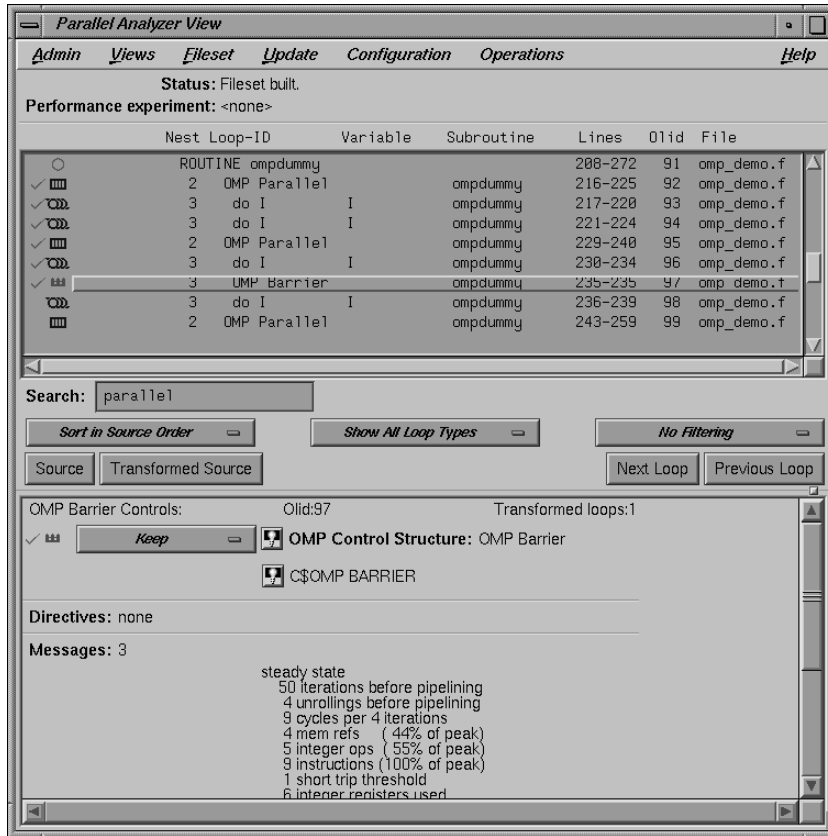 Parallel Analyzer View
Admin Views Fileset Update Configuration Operations Help
Status: Fileset built.
Performance experiment: <none>
Nest Loop-ID Variable Subroutine Lines Olid File
ROUTINE ompdummy 208-272 91 omp_demo.f
2 OMP Parallel ompdummy 216-225 92 omp_demo.f
3 do I I ompdummy 217-220 93 omp_demo.f
3 do I I ompdummy 221-224 94 omp_demo.f
2 OMP Parallel ompdummy 229-240 95 omp_demo.f
3 do I I ompdummy 230-234 96 omp_demo.f
3 OMP Barrier ompdummy 235-235 97 omp_demo.f
3 do I I ompdummy 236-239 98 omp_demo.f
2 OMP Parallel ompdummy 243-259 99 omp_demo.f
Search: parallel
Sort in Source Order Show All Loop Types No Filtering
Source Transformed Source Next Loop Previous Loop
OMP Barrier Controls: Olid:97 Transformed loops:1
Keep OMP Control Structure: OMP Barrier
C$OMP BARRIER
Directives: none
Messages: 3
steady state
50 iterations before pipelining
4 unrollings before pipelining
9 cycles per 4 iterations
4 mem refs ( 44% of peak)
5 integer ops ( 55% of peak)
9 instructions (100% of peak)
1 short trip threshold
6 integer registers used